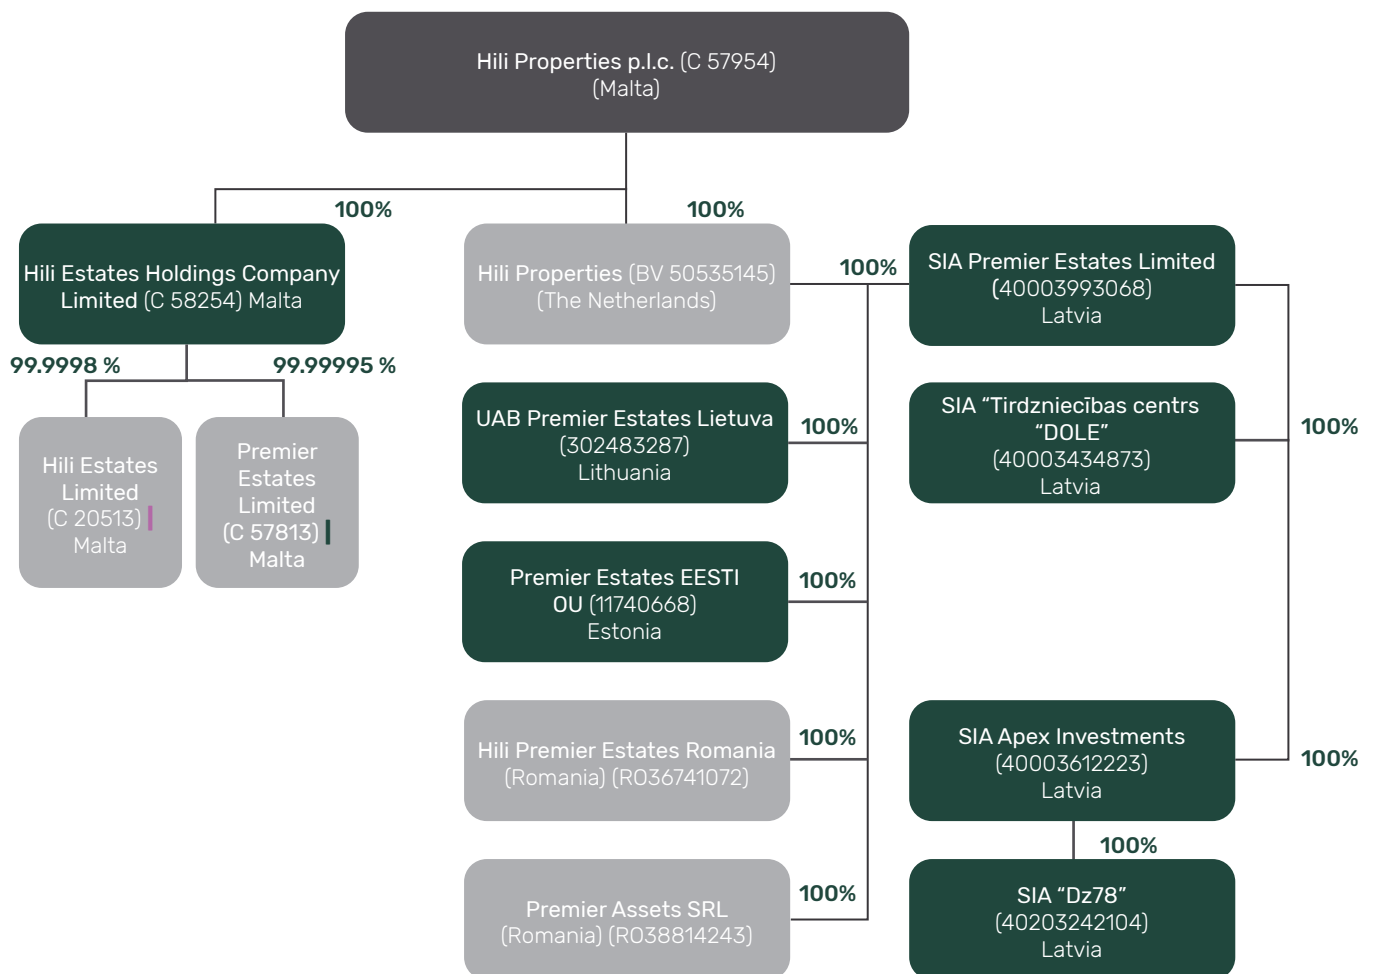 Hili Properties p.l.c. (C 57954)
(Malta)
100%
100%
Hili Estates Holdings Company
Limited (C 58254) Malta
99.9998 %
99.99995 %
Hili Estates
Limited
(C 20513)
Malta
Premier
Estates
Limited
(C 57813)
Malta
Hili Properties (BV 50535145)
(The Netherlands)
100%
SIA Premier Estates Limited
(40003993068)
Latvia
UAB Premier Estates Lietuva
(302483287)
Lithuania
100%
SIA “Tirdzniecības centrs
“DOLE”
(40003434873)
Latvia
100%
Premier Estates EESTI
OU (11740668)
Estonia
100%
Hili Premier Estates Romania
(Romania) (RO36741072)
100%
SIA Apex Investments
(40003612223)
Latvia
100%
100%
Premier Assets SRL
(Romania) (RO38814243)
100%
SIA “Dz78”
(40203242104)
Latvia